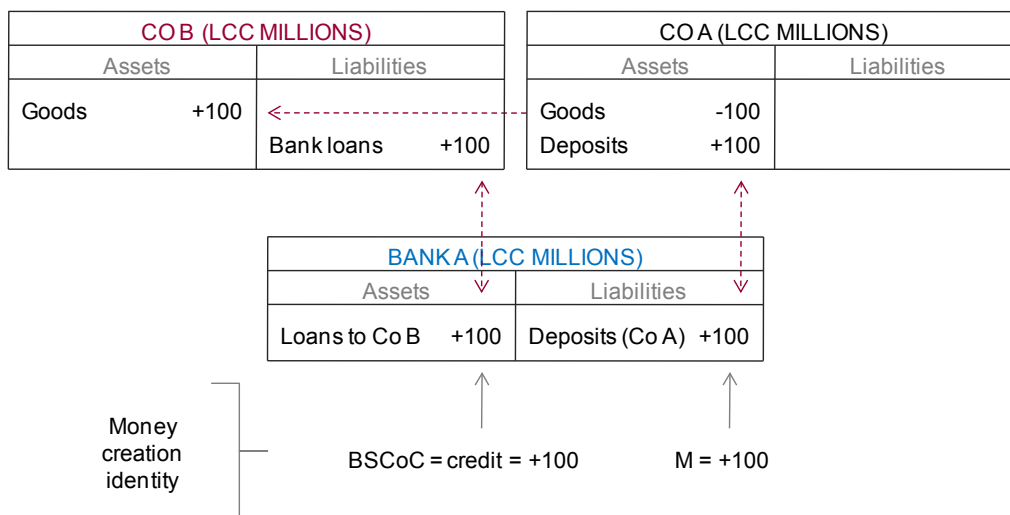 CO B (LCC MILLIONS)
Assets Liabilities
Goods +100
Bank loans +100
CO A (LCC MILLIONS)
Assets Liabilities
Goods -100
Deposits +100
BANK A (LCC MILLIONS)
Assets Liabilities
Loans to Co B +100 Deposits (Co A) +100
Money
creation
identity
BSCoC = credit = +100 M = +100